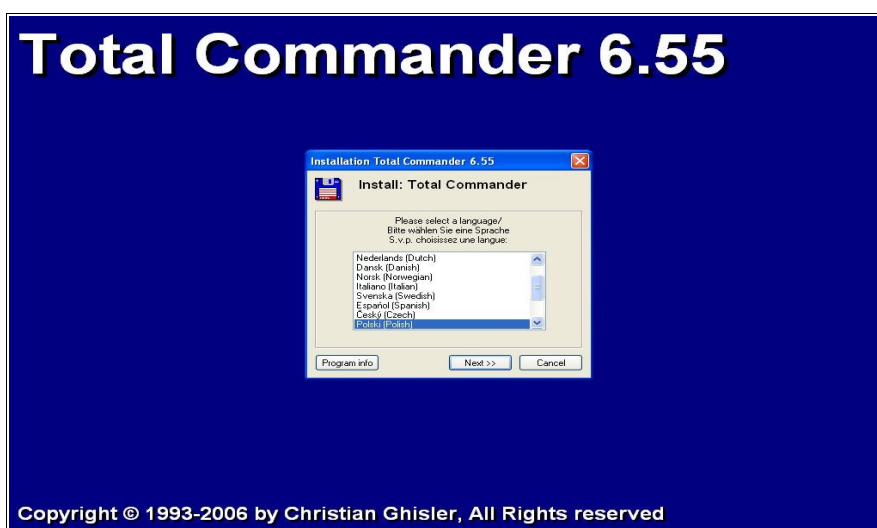 Total Commander 6.55
Installation Total Commander 6.55
Install: Total Commander
Please select a language/
Bitte wählen Sie eine Sprache
S.v.p. choisissez une langue:
Nederlands (Dutch)
Dansk (Danish)
Norsk (Norwegian)
Italiano (Italian)
Svenska (Swedish)
Español (Spanish)
Český (Czech)
Polski (Polish)
Program info
Next >>
Cancel
Copyright © 1993-2006 by Christian Ghisler, All Rights reserved